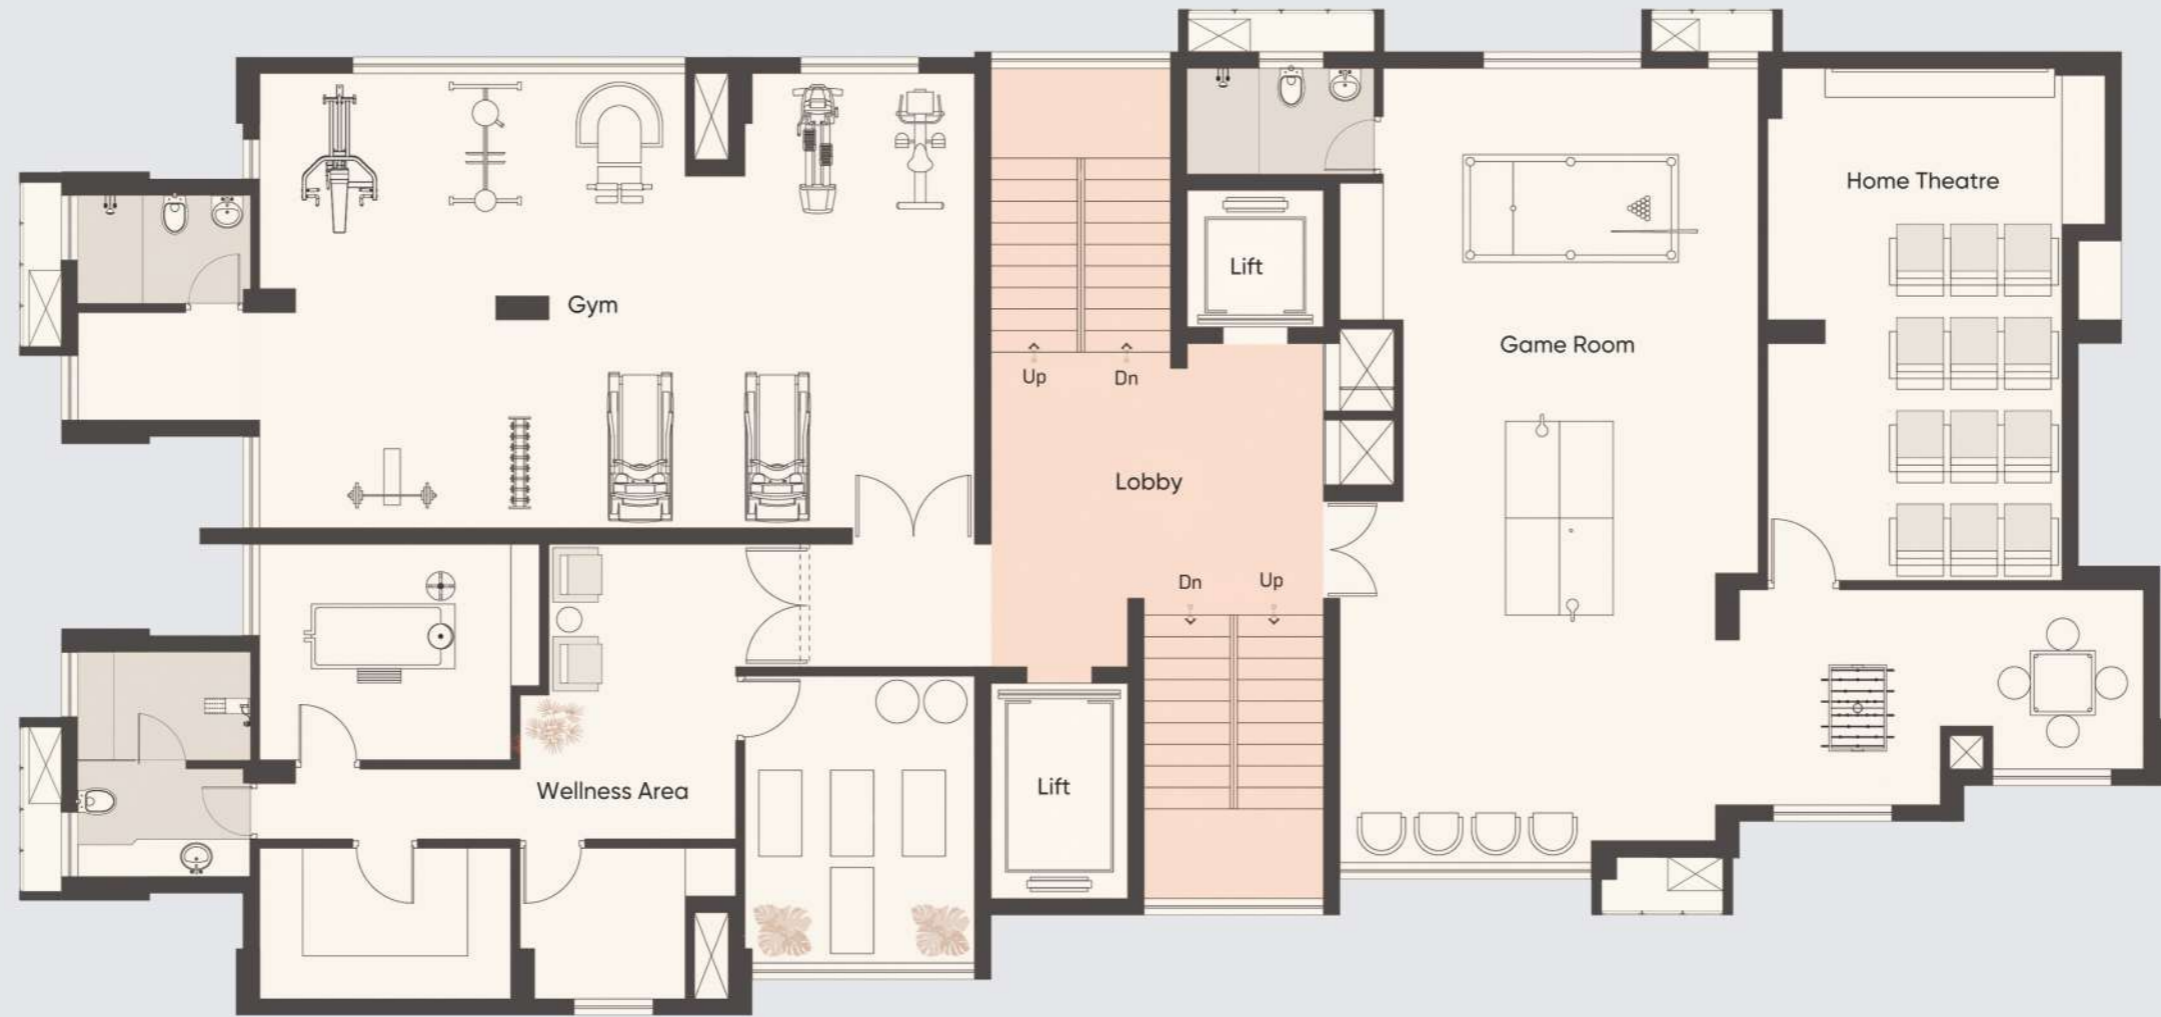 Home Theatre
Lift
Gym
Game Room
Up
Dn
Lobby
Dn
Up
Wellness Area
Lift